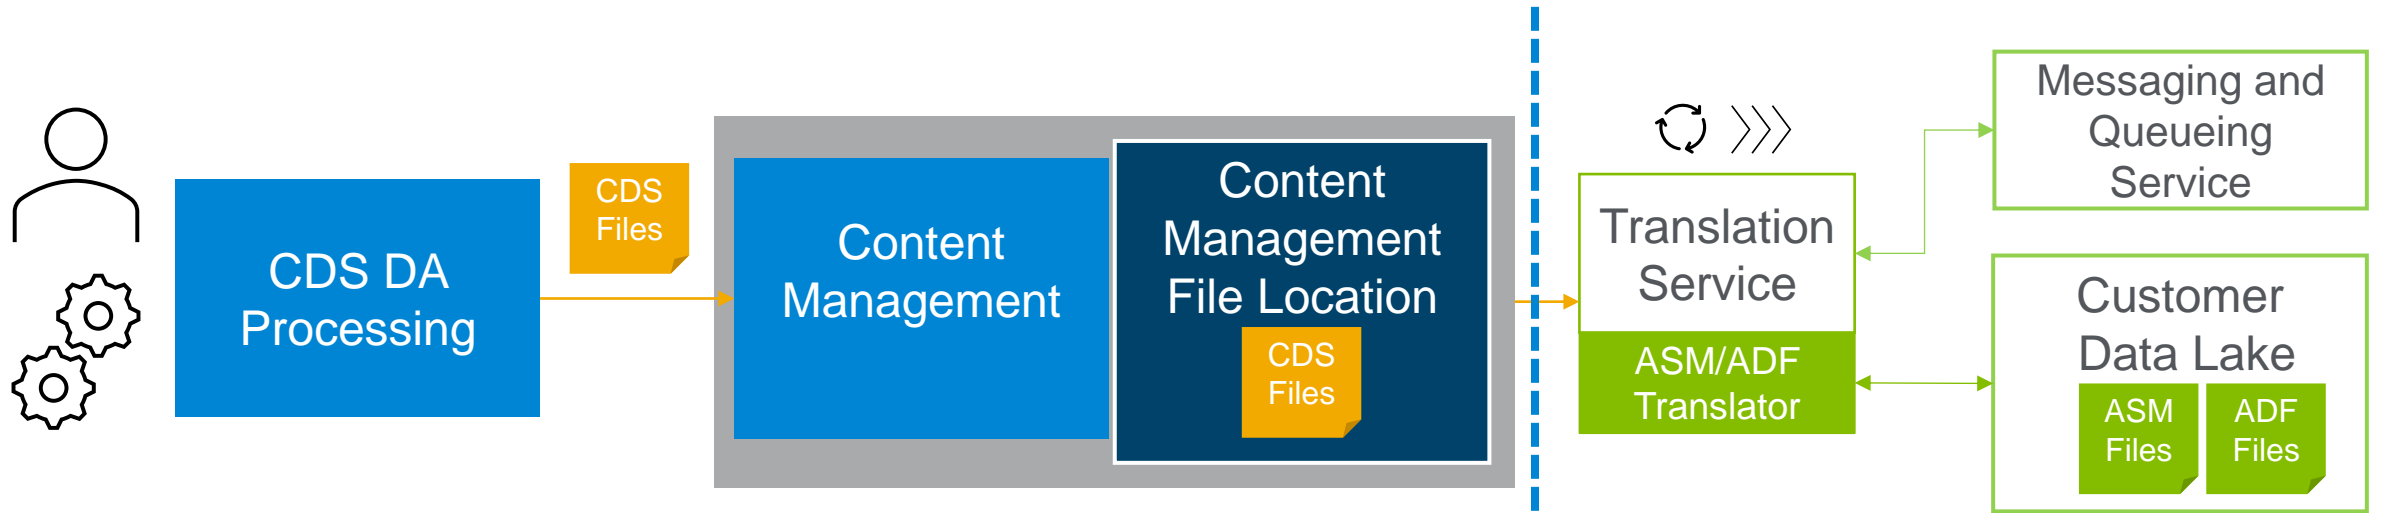 CDS DA
Processing
CDS
Files
Content
Management
Content
Management
File Location
CDS
Files
Translation
Service
ASM/ADF
Translator
Messaging and
Queueing
Service
Customer
Data Lake
ASM
Files
ADF
Files